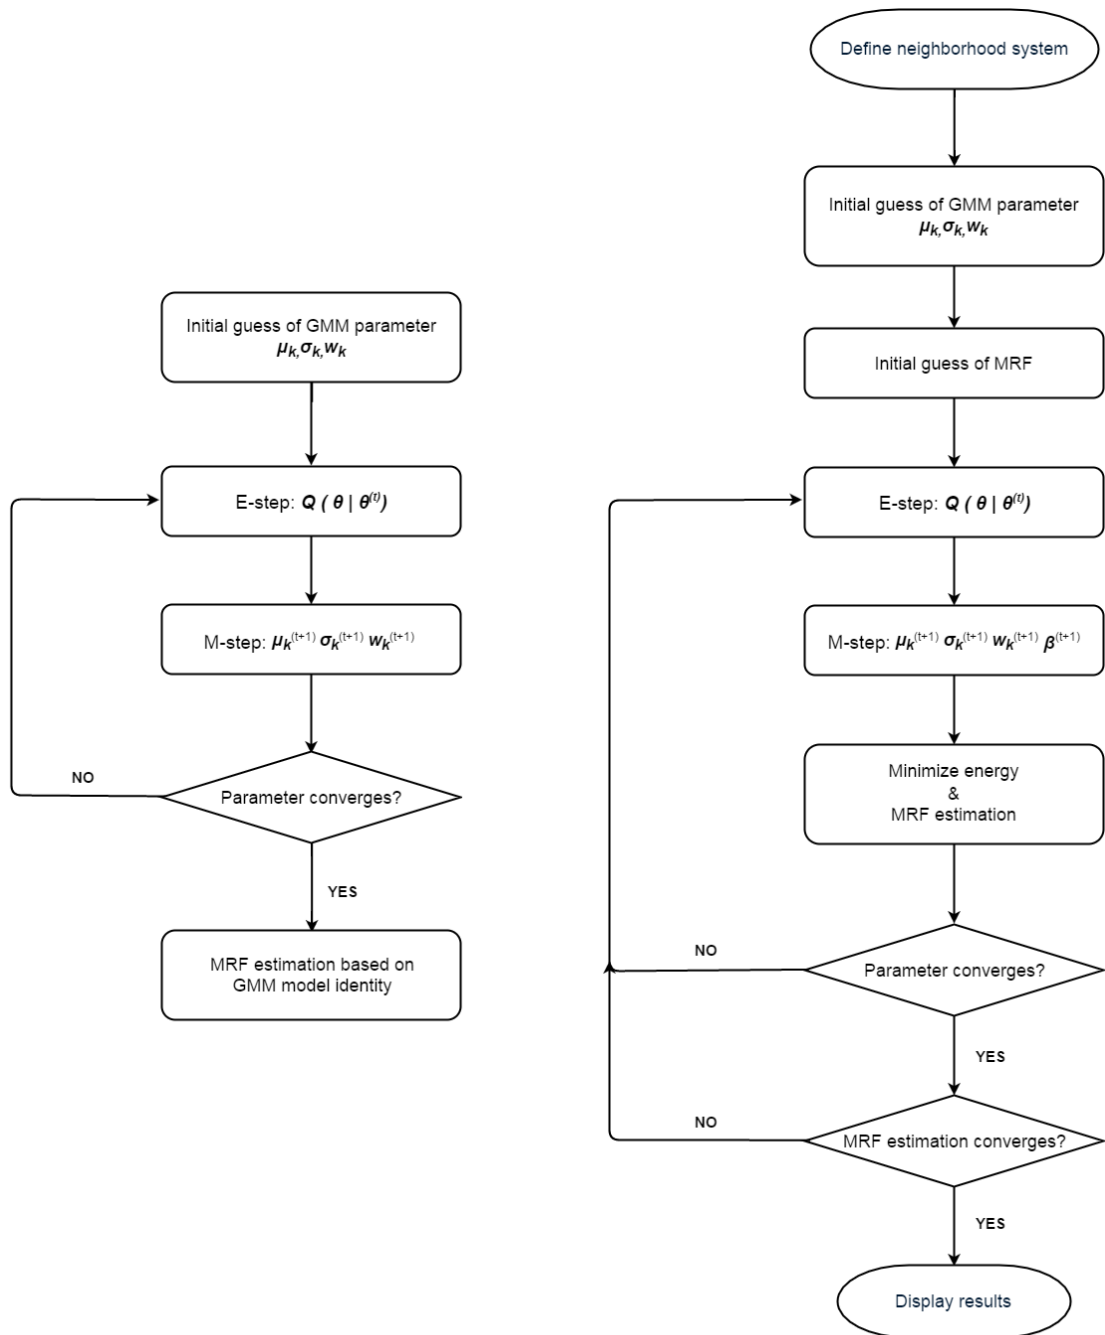 Initial guess of GMM parameter
μk,σk,wk
E-step: Q ( θ | θ(t))
M-step: μk(t+1) σk(t+1) wk(t+1)
Parameter converges?
NO
YES
MRF estimation based on
GMM model identity
Define neighborhood system
Initial guess of GMM parameter
μk,σk,wk
Initial guess of MRF
E-step: Q ( θ | θ(t))
M-step: μk(t+1) σk(t+1) wk(t+1) β(t+1)
Minimize energy
&
MRF estimation
Parameter converges?
NO
YES
MRF estimation converges?
NO
YES
Display results